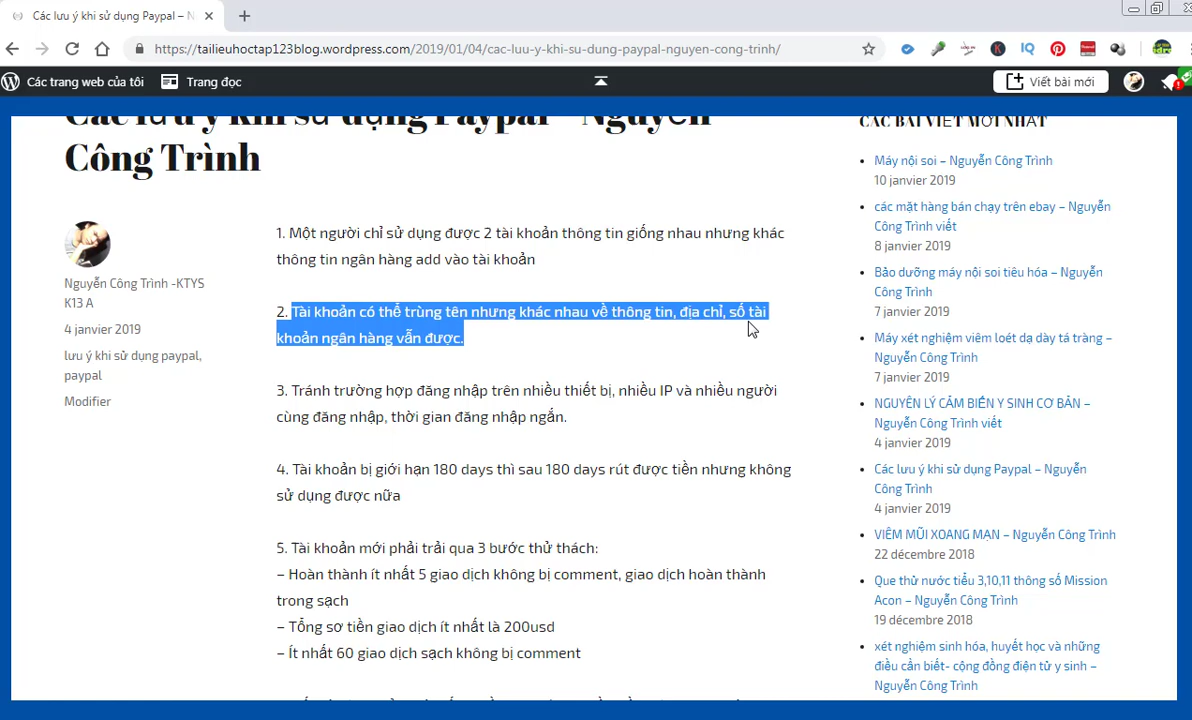 Các lưu ý khi sử dụng Paypal – N
https://tailieuhoctap123blog.wordpress.com/2019/01/04/cac-luu-y-khi-su-dung-paypal-nguyen-cong-trinh/
Các trang web của tôi
Trang đọc
Viết bài mới
Các lưu ý khi sử dụng Paypal – Nguyễn
Công Trình
Nguyễn Công Trình -KTYS
K13 A
4 janvier 2019
lưu ý khi sử dụng paypal,
paypal
Modifier
1. Một người chỉ sử dụng được 2 tài khoản thông tin giống nhau nhưng khác
thông tin ngân hàng add vào tài khoản
2. Tài khoản có thể trùng tên nhưng khác nhau về thông tin, địa chỉ, số tài
khoản ngân hàng vẫn được.
3. Tránh trường hợp đăng nhập trên nhiều thiết bị, nhiều IP và nhiều người
cùng đăng nhập, thời gian đăng nhập ngắn.
4. Tài khoản bị giới hạn 180 days thì sau 180 days rút được tiền nhưng không
sử dụng được nữa
5. Tài khoản mới phải trải qua 3 bước thử thách:
– Hoàn thành ít nhất 5 giao dịch không bị comment, giao dịch hoàn thành
trong sạch
– Tổng sơ tiền giao dịch ít nhất là 200usd
– Ít nhất 60 giao dịch sạch không bị comment
CÁC BÀI VIẾT MỚI NHẤT
Máy nội soi – Nguyễn Công Trình
10 janvier 2019
các mặt hàng bán chạy trên ebay – Nguyễn
Công Trình viết
8 janvier 2019
Bảo dưỡng máy nội soi tiêu hóa – Nguyễn
Công Trình
7 janvier 2019
Máy xét nghiệm viêm loét dạ dày tá tràng –
Nguyễn Công Trình
7 janvier 2019
NGUYÊN LÝ CẢM BIẾN Y SINH CƠ BẢN –
Nguyễn Công Trình viết
4 janvier 2019
Các lưu ý khi sử dụng Paypal – Nguyễn
Công Trình
4 janvier 2019
VIÊM MŨI XOANG MẠN – Nguyễn Công Trình
22 décembre 2018
Que thử nước tiểu 3,10,11 thông số Mission
Acon – Nguyễn Công Trình
19 décembre 2018
xét nghiệm sinh hóa, huyết học và những
điều cần biết- cộng đồng điện tử y sinh –
Nguyễn Công Trình